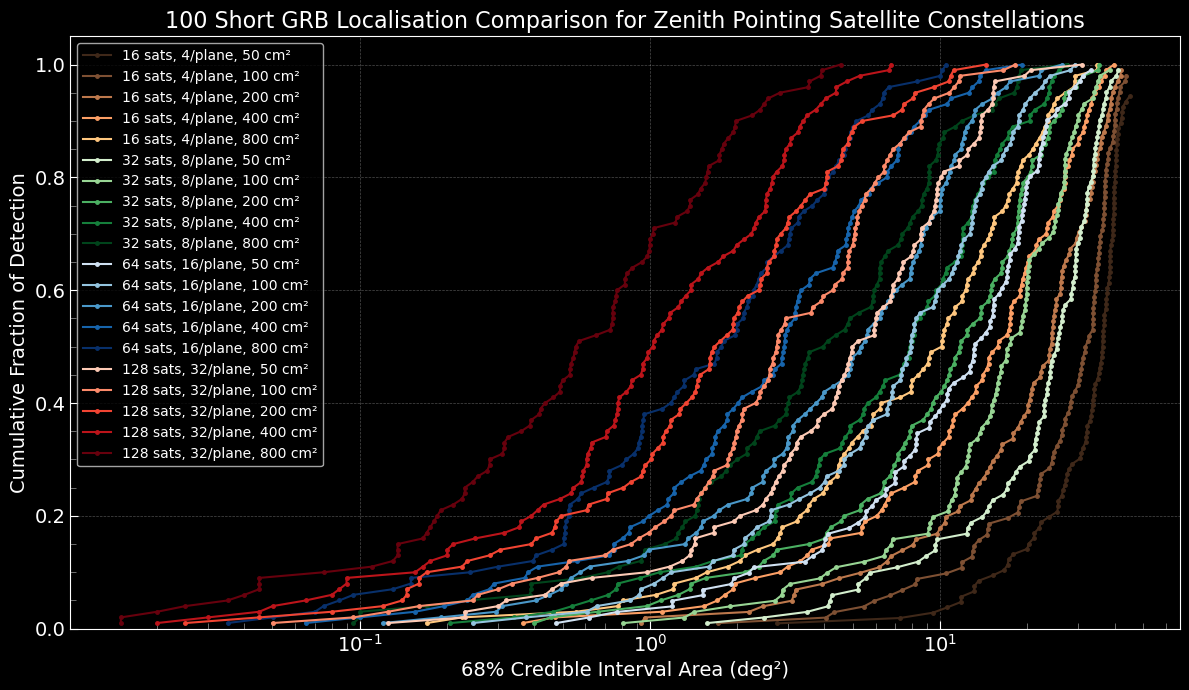 100 Short GRB Localisation Comparison for Zenith Pointing Satellite Constellations
Cumulative Fraction of Detection
1.0
0.8
0.6
0.4
0.2
0.0
16 sats, 4/plane, 50 cm²
16 sats, 4/plane, 100 cm²
16 sats, 4/plane, 200 cm²
16 sats, 4/plane, 400 cm²
16 sats, 4/plane, 800 cm²
32 sats, 8/plane, 50 cm²
32 sats, 8/plane, 100 cm²
32 sats, 8/plane, 200 cm²
32 sats, 8/plane, 400 cm²
32 sats, 8/plane, 800 cm²
64 sats, 16/plane, 50 cm²
64 sats, 16/plane, 100 cm²
64 sats, 16/plane, 200 cm²
64 sats, 16/plane, 400 cm²
64 sats, 16/plane, 800 cm²
128 sats, 32/plane, 50 cm²
128 sats, 32/plane, 100 cm²
128 sats, 32/plane, 200 cm²
128 sats, 32/plane, 400 cm²
128 sats, 32/plane, 800 cm²
10⁻¹ 10⁰ 10¹
68% Credible Interval Area (deg²)